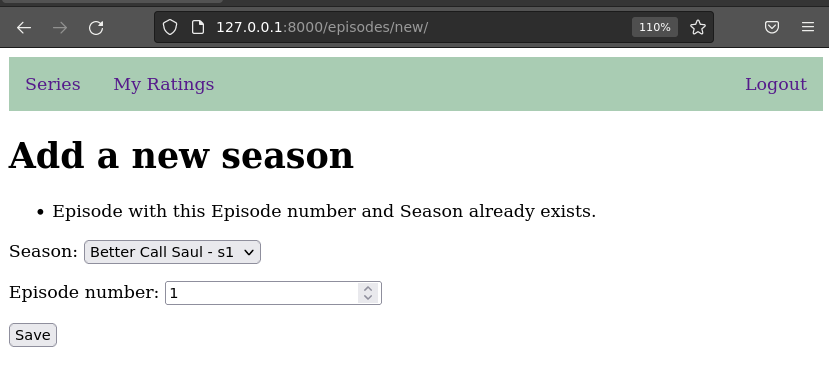 127.0.0.1:8000/episodes/new/ 110%
Series My Ratings Logout
Add a new season
• Episode with this Episode number and Season already exists.
Season: Better Call Saul - s1
Episode number: 1
Save